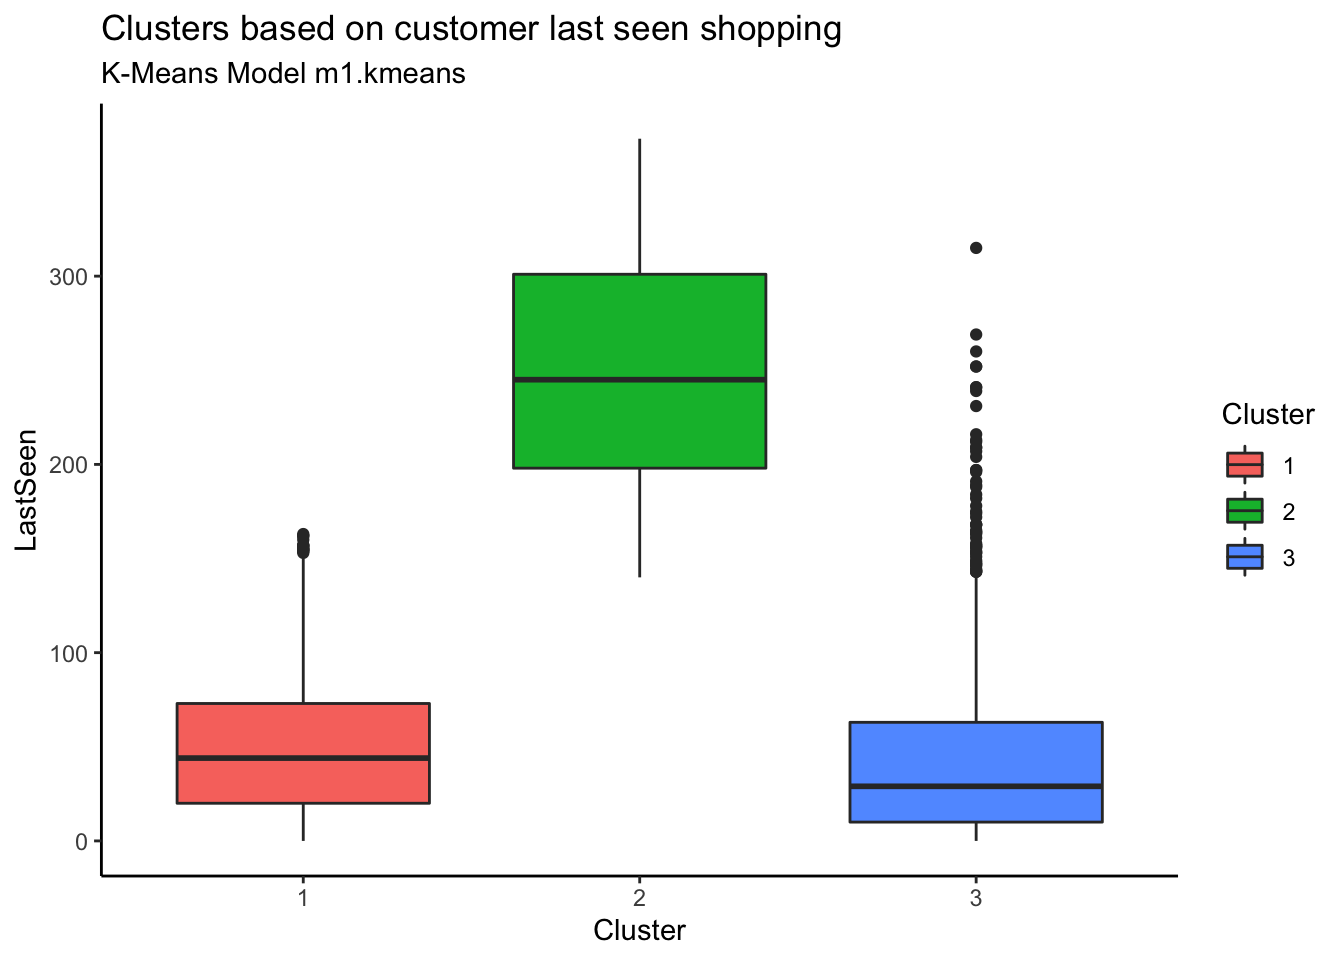 Clusters based on customer last seen shopping
K-Means Model m1.kmeans
LastSeen
300
200
100
0
1
2
3
Cluster
Cluster
1
2
3